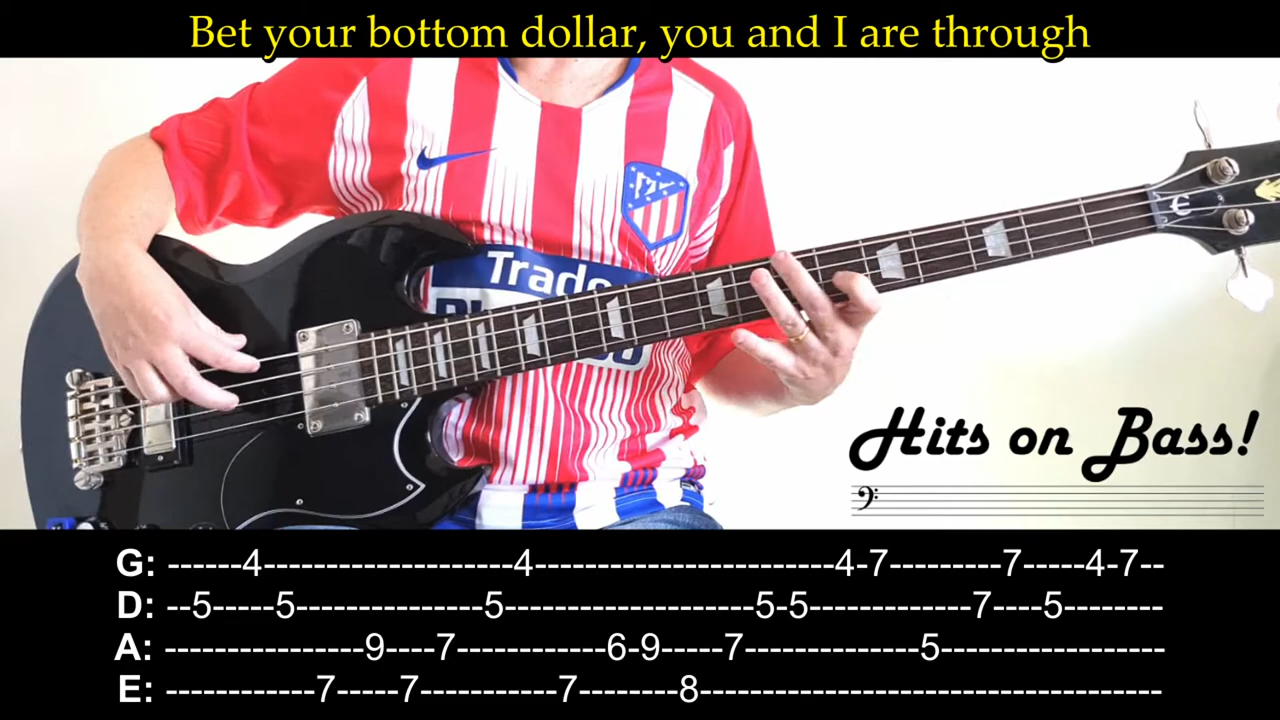 Bet your bottom dollar, you and I are through
Trade
Hits on Bass!
G: ------4--------------------4------------------------4-7---------7-----4-7--
D: --5-----5---------------5--------------------5-5-------------7----5--------
A: ----------------9----7------------6-9-----7---------------5------------------
E: ------------7-----7-----------7--------8-------------------------------------